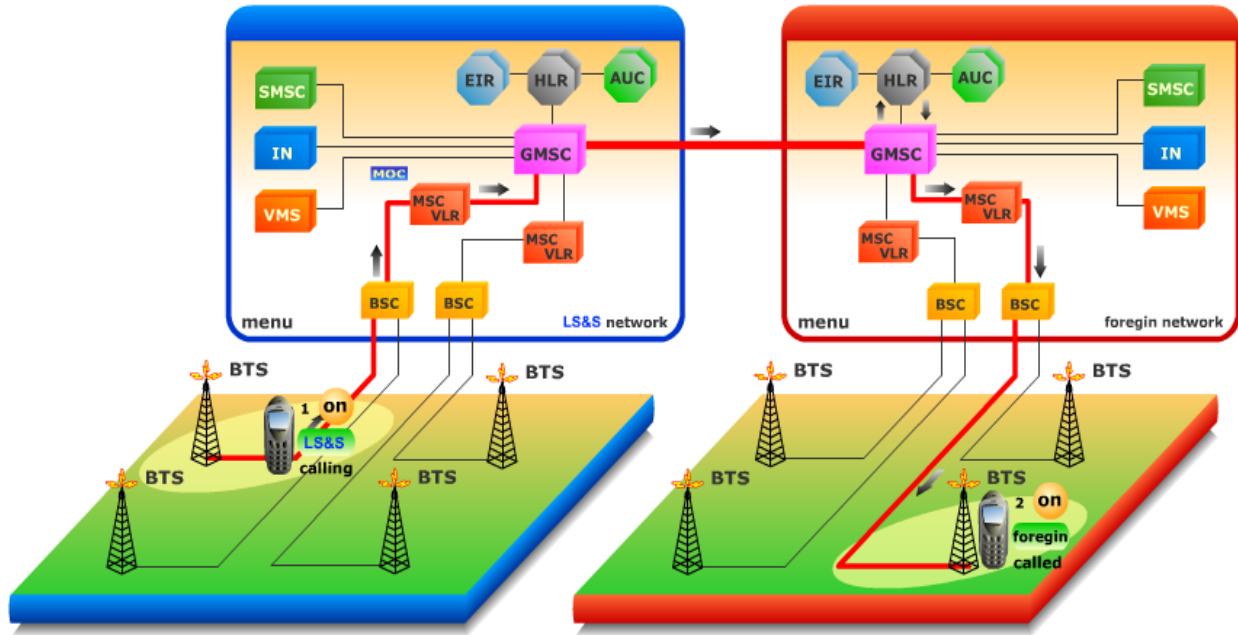 EIR
HLR
AUC
SMSC
IN
VMS
GMSC
MOC
MSC
VLR
MSC
VLR
BSC
BSC
menu
LS&S network
EIR
HLR
AUC
SMSC
IN
VMS
GMSC
MSC
VLR
MSC
VLR
BSC
BSC
menu
foregin network
BTS
BTS
1
on
LS&S
calling
BTS
BTS
BTS
BTS
BTS
BTS
2
on
foregin
called